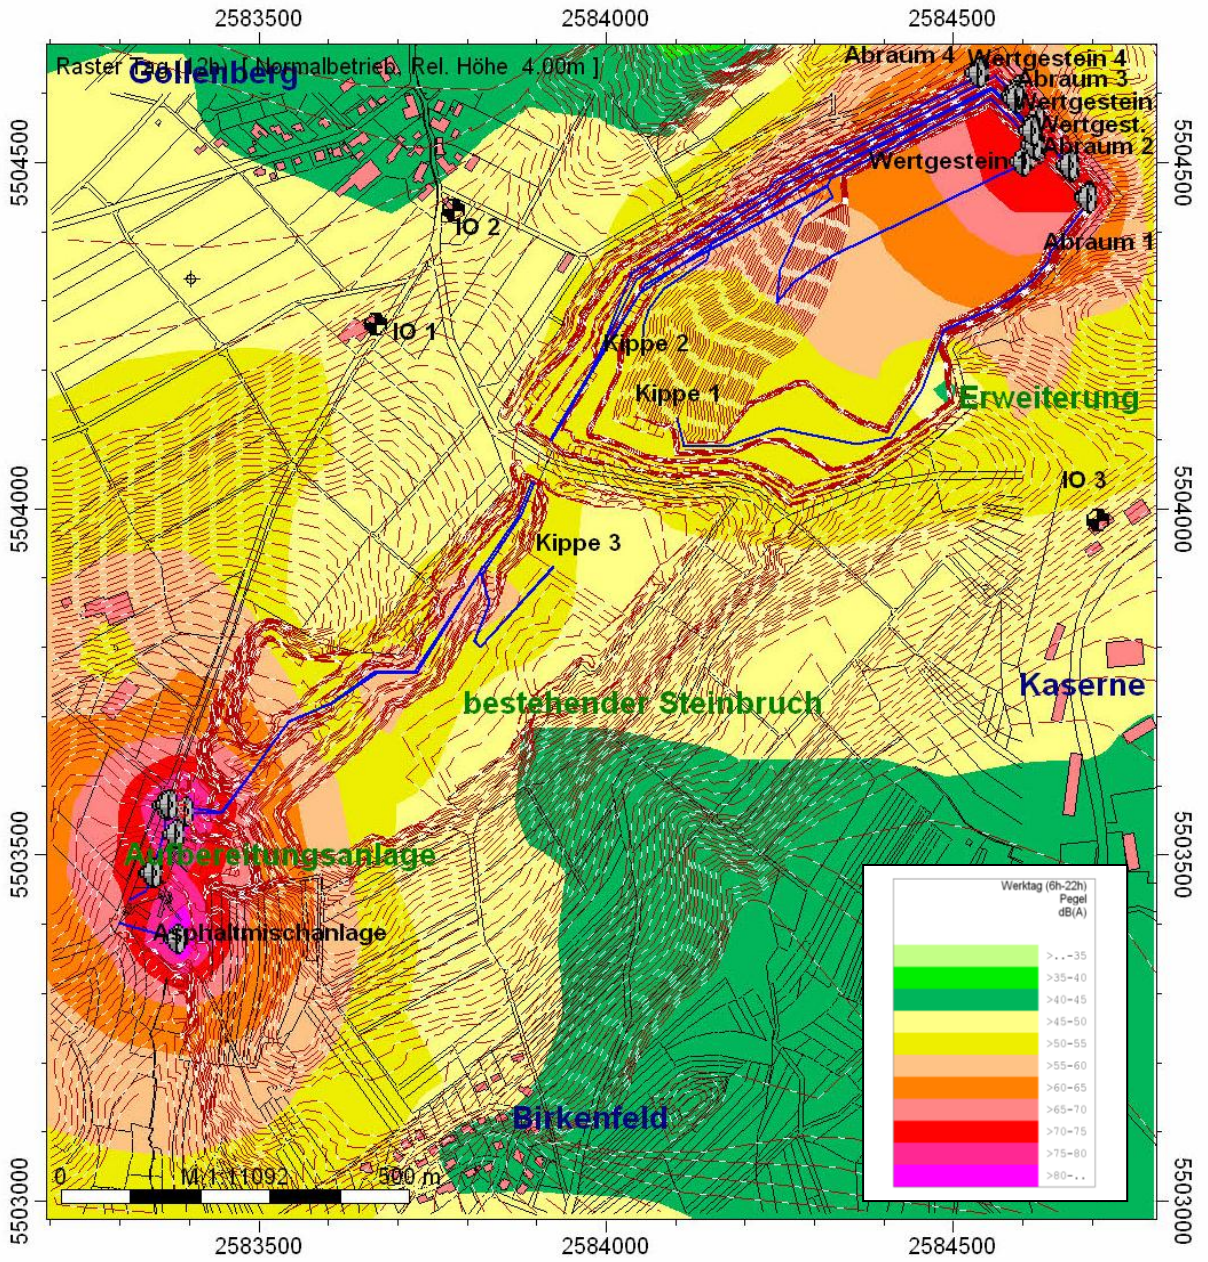 2583500 2584000 2584500
Raster Tag (12h) [ Normalbetrieb, Rel. Höhe 4.00m ]
Gollenberg
Abraum 4
Wertgestein 4
Abraum 3
Wertgestein
Wertgest.
Abraum 2
Wertgestein
Abraum 1
5504500
5504500
IO 2
IO 1
Kippe 2
Kippe 1
Erweiterung
IO 3
5504000
5504000
Kippe 3
Kaserne
bestehender Steinbruch
Aufbereitungsanlage
5503500
5503500
Asphaltmischanlage
Werktag (6h-22h)
Pegel
dB(A)
>..-35
>35-40
>40-45
>45-50
>50-55
>55-60
>60-65
>65-70
>70-75
>75-80
>80-..
Birkenfeld
0 M 1:11092 500 m
5503000
5503000
2583500 2584000 2584500